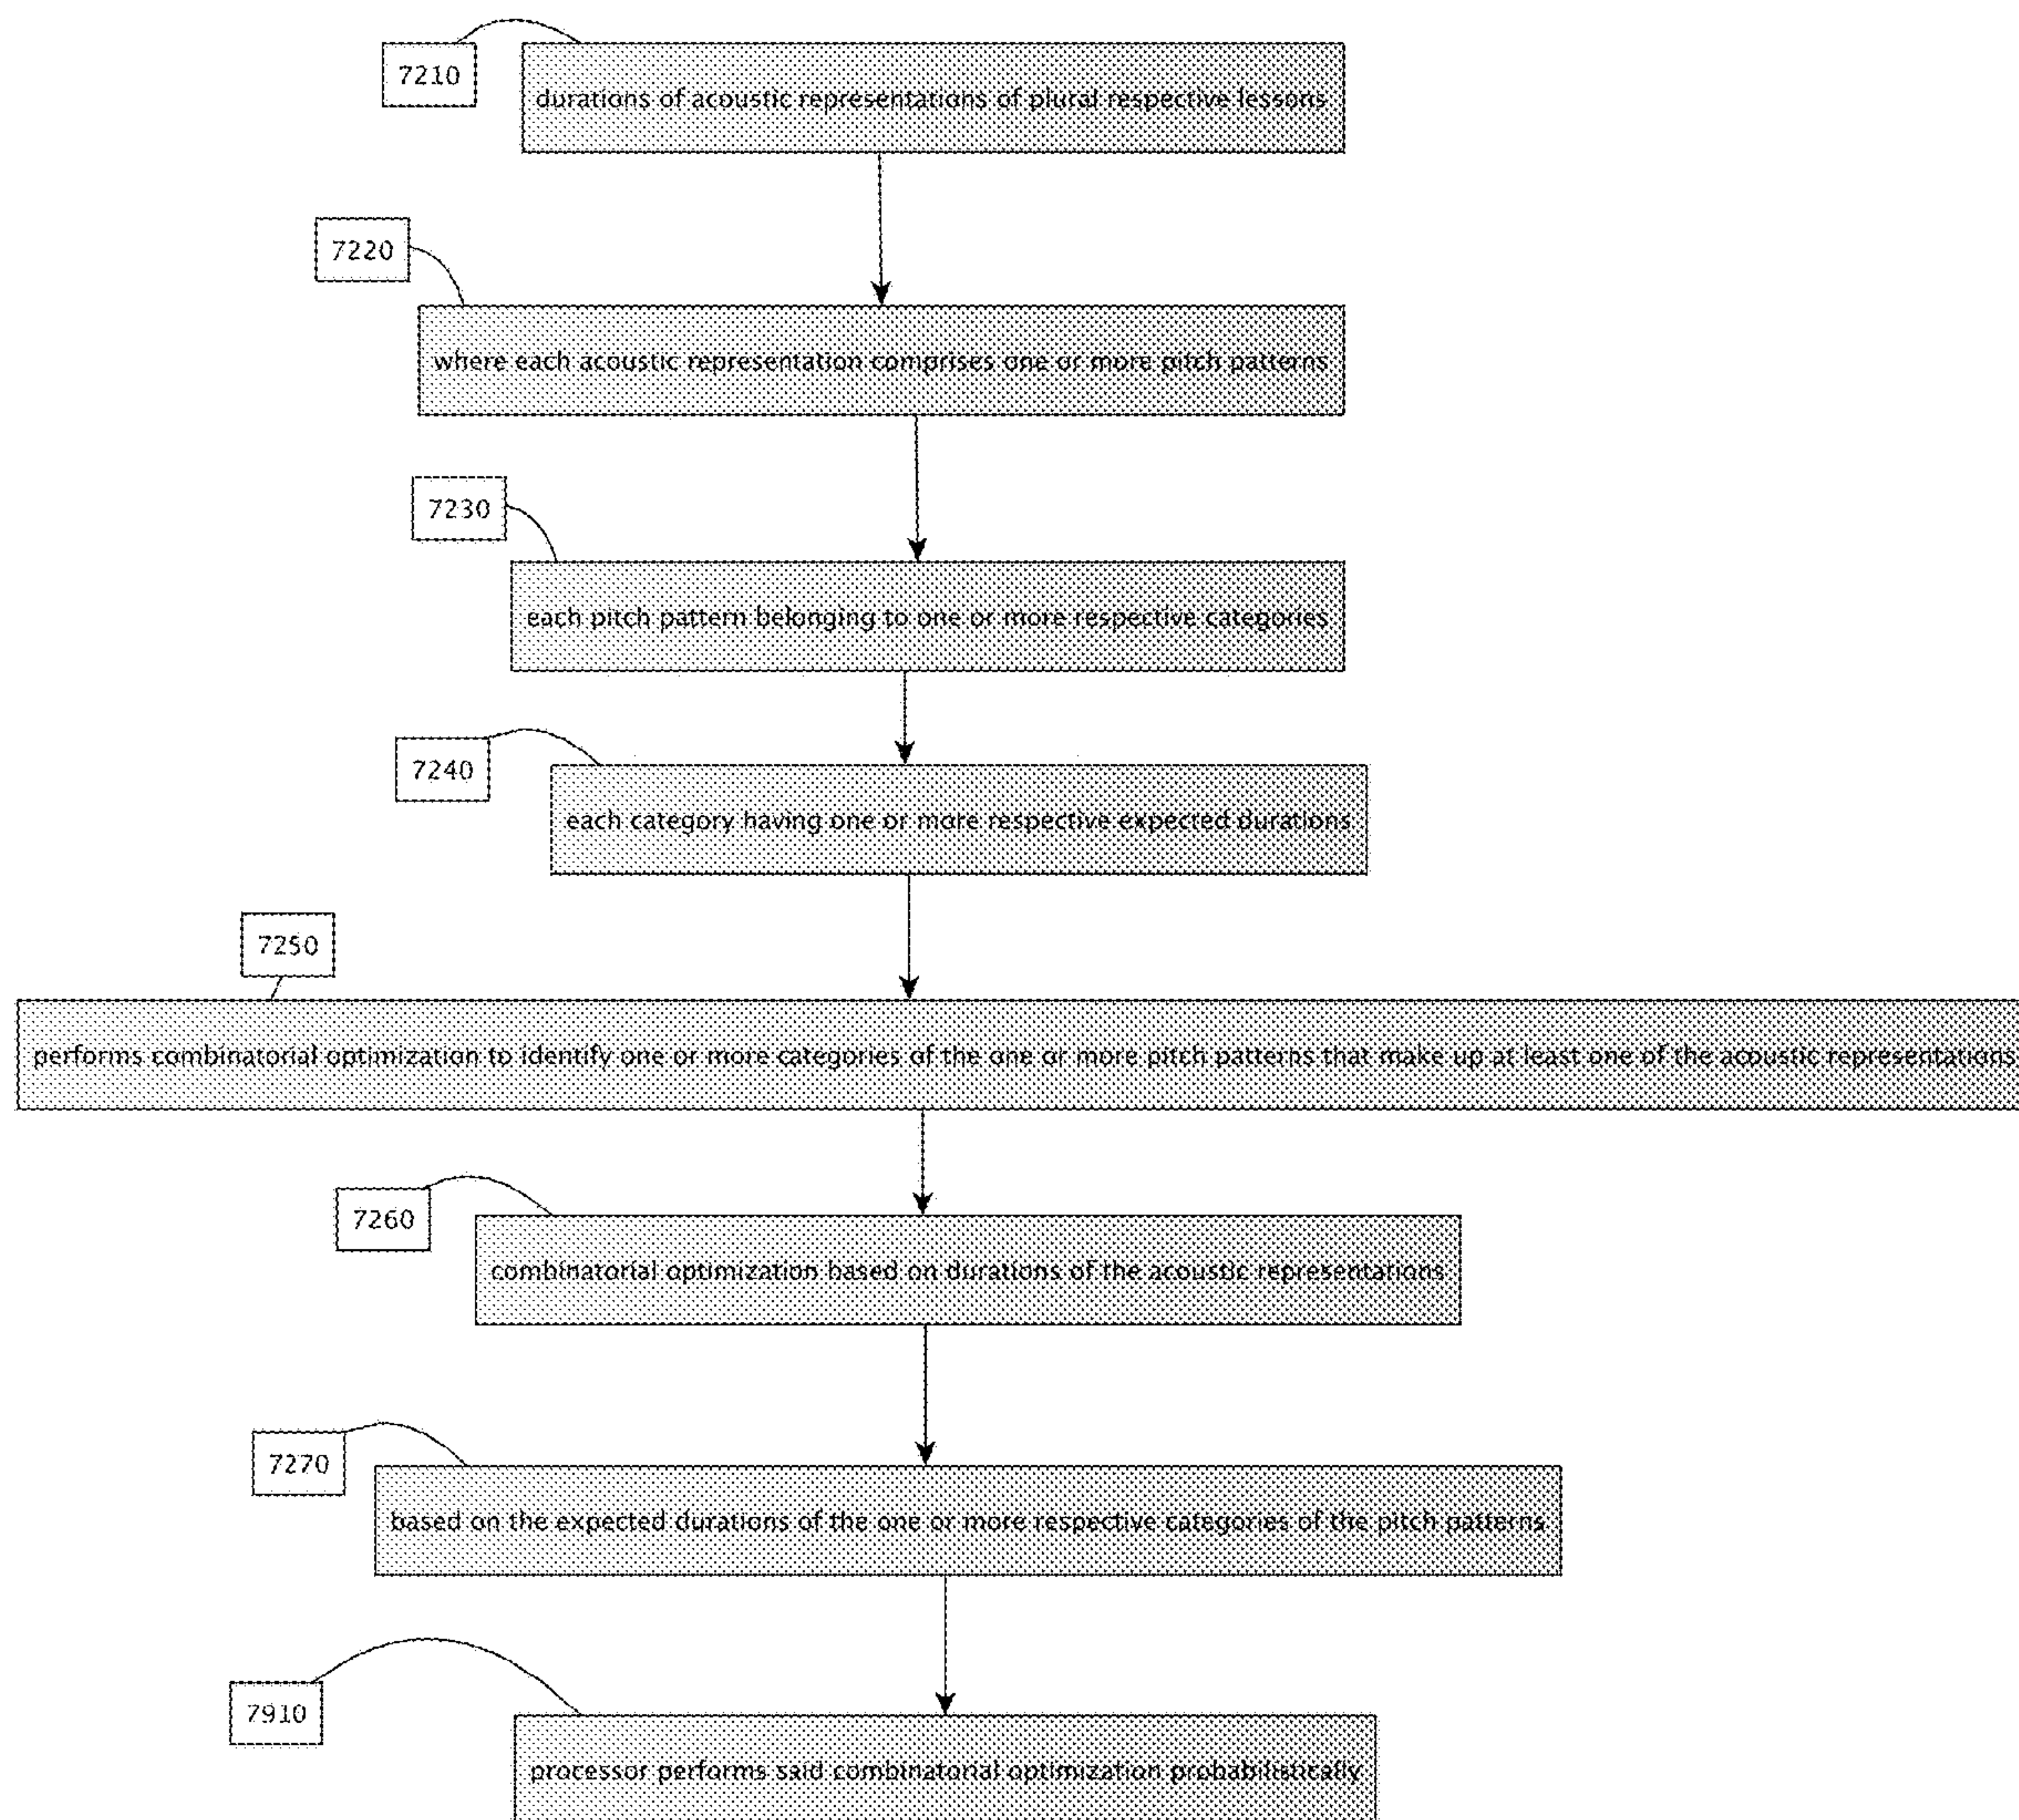 7210
durations of acoustic representations of plural respective lessons
7220
where each acoustic representation comprises one or more pitch patterns
7230
each pitch pattern belonging to one or more respective categories
7240
each category having one or more respective expected durations
7250
performs combinatorial optimization to identify one or more categories of the one or more pitch patterns that make up at least one of the acoustic representations
7260
combinatorial optimization based on durations of the acoustic representations
7270
based on the expected durations of the one or more respective categories of the pitch patterns
7910
processor performs said combinatorial optimization probabilistically